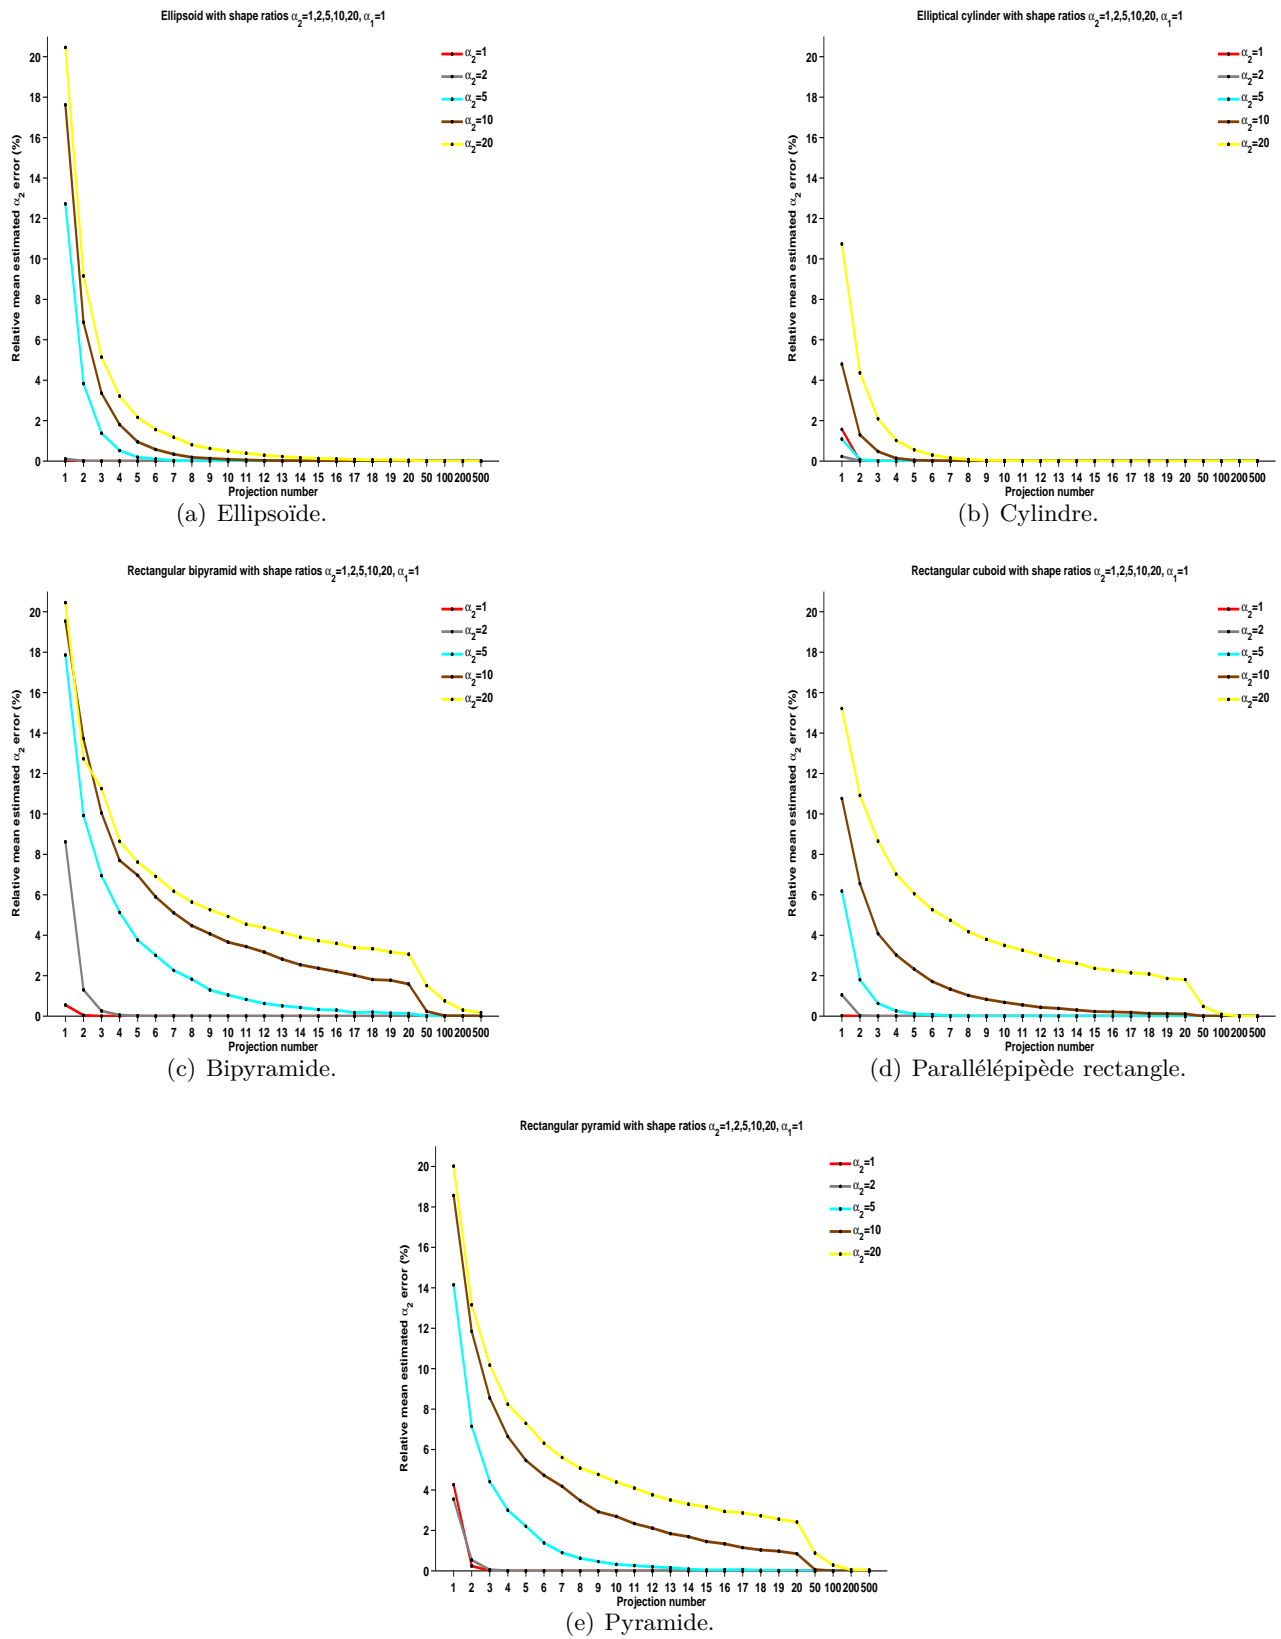 Ellipsoid with shape ratios α2=1,2,5,10,20, α1=1
Relative mean estimated α2 error (%)
20
18
16
14
12
10
8
6
4
2
0
α2=1
α2=2
α2=5
α2=10
α2=20
1 2 3 4 5 6 7 8 9 10 11 12 13 14 15 16 17 18 19 20 50 100 200 500
Projection number
(a) Ellipsoïde.
Elliptical cylinder with shape ratios α2=1,2,5,10,20, α1=1
Relative mean estimated α2 error (%)
20
18
16
14
12
10
8
6
4
2
0
α2=1
α2=2
α2=5
α2=10
α2=20
1 2 3 4 5 6 7 8 9 10 11 12 13 14 15 16 17 18 19 20 50 100 200 500
Projection number
(b) Cylindre.
Rectangular bipyramid with shape ratios α2=1,2,5,10,20, α1=1
Relative mean estimated α2 error (%)
20
18
16
14
12
10
8
6
4
2
0
α2=1
α2=2
α2=5
α2=10
α2=20
1 2 3 4 5 6 7 8 9 10 11 12 13 14 15 16 17 18 19 20 50 100 200 500
Projection number
(c) Bipyramide.
Rectangular cuboid with shape ratios α2=1,2,5,10,20, α1=1
Relative mean estimated α2 error (%)
20
18
16
14
12
10
8
6
4
2
0
α2=1
α2=2
α2=5
α2=10
α2=20
1 2 3 4 5 6 7 8 9 10 11 12 13 14 15 16 17 18 19 20 50 100 200 500
Projection number
(d) Parallélépipède rectangle.
Rectangular pyramid with shape ratios α2=1,2,5,10,20, α1=1
Relative mean estimated α2 error (%)
20
18
16
14
12
10
8
6
4
2
0
α2=1
α2=2
α2=5
α2=10
α2=20
1 2 3 4 5 6 7 8 9 10 11 12 13 14 15 16 17 18 19 20 50 100 200 500
Projection number
(e) Pyramide.